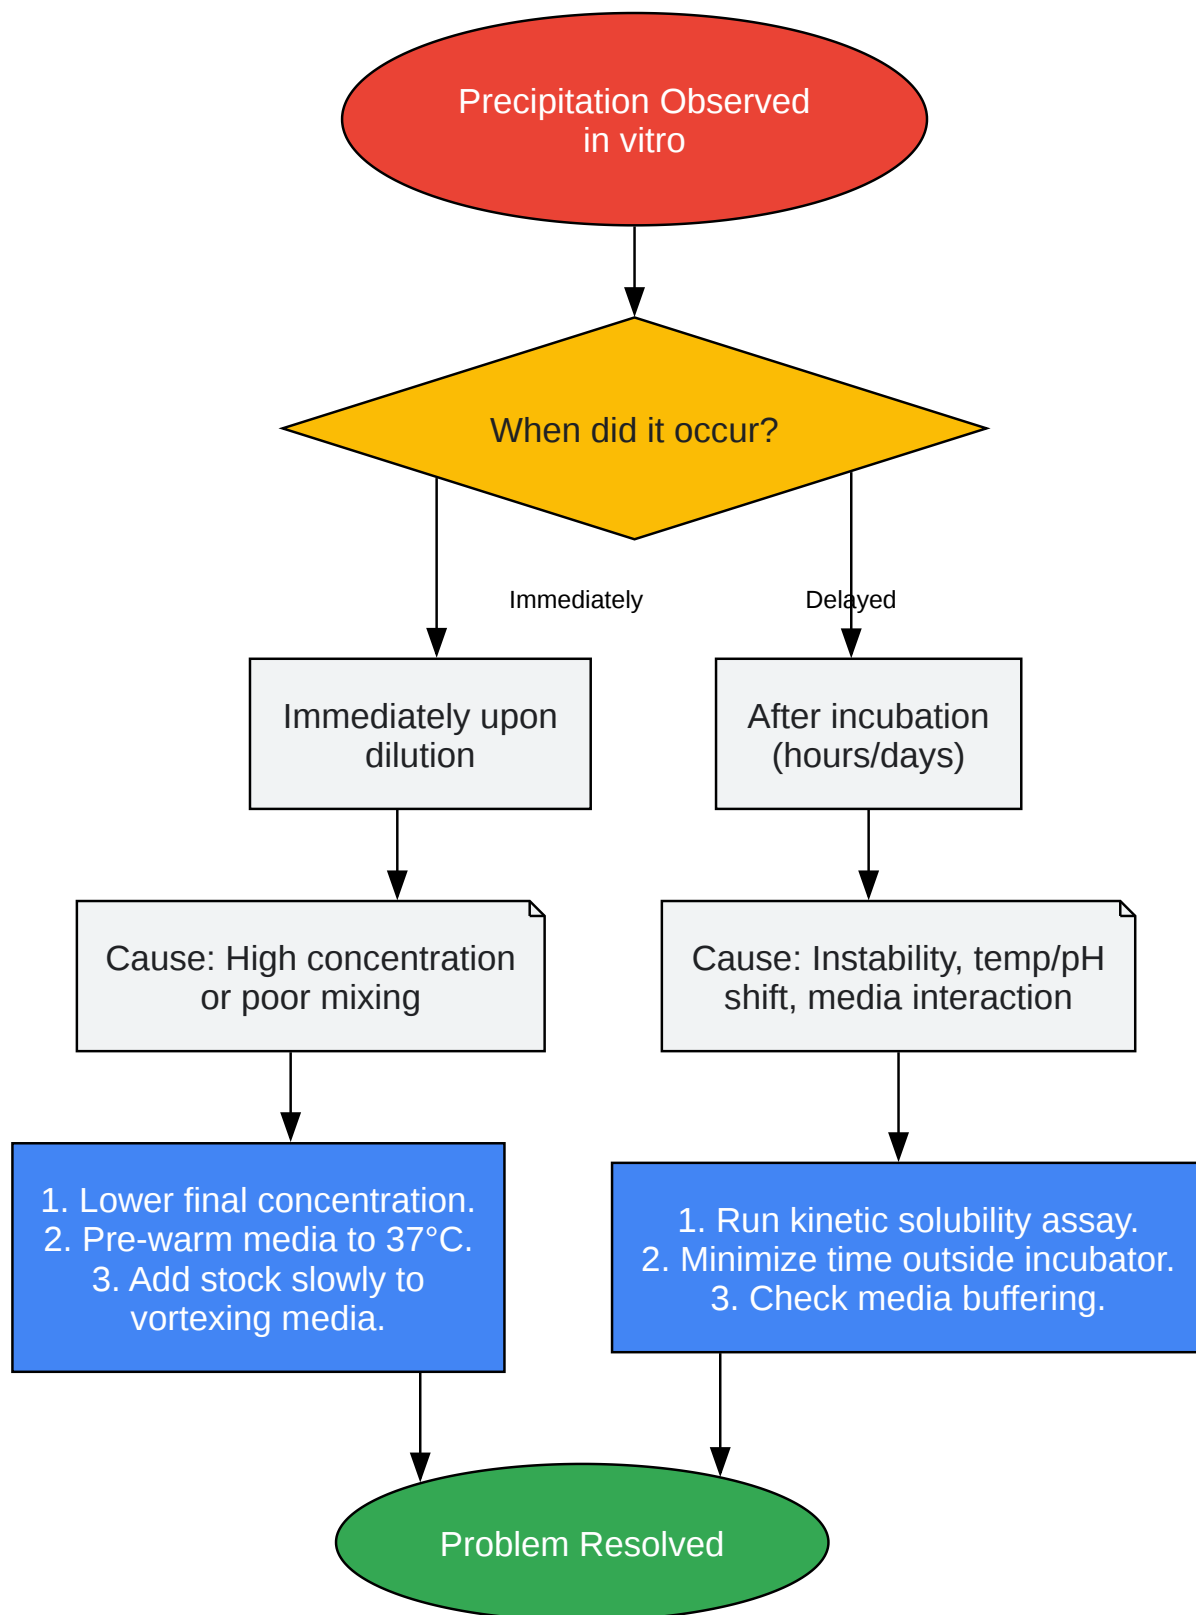 Precipitation Observed
in vitro
When did it occur?
Immediately
Delayed
Immediately upon
dilution
After incubation
(hours/days)
Cause: High concentration
or poor mixing
Cause: Instability, temp/pH
shift, media interaction
1. Lower final concentration.
2. Pre-warm media to 37°C.
3. Add stock slowly to
vortexing media.
1. Run kinetic solubility assay.
2. Minimize time outside incubator.
3. Check media buffering.
Problem Resolved